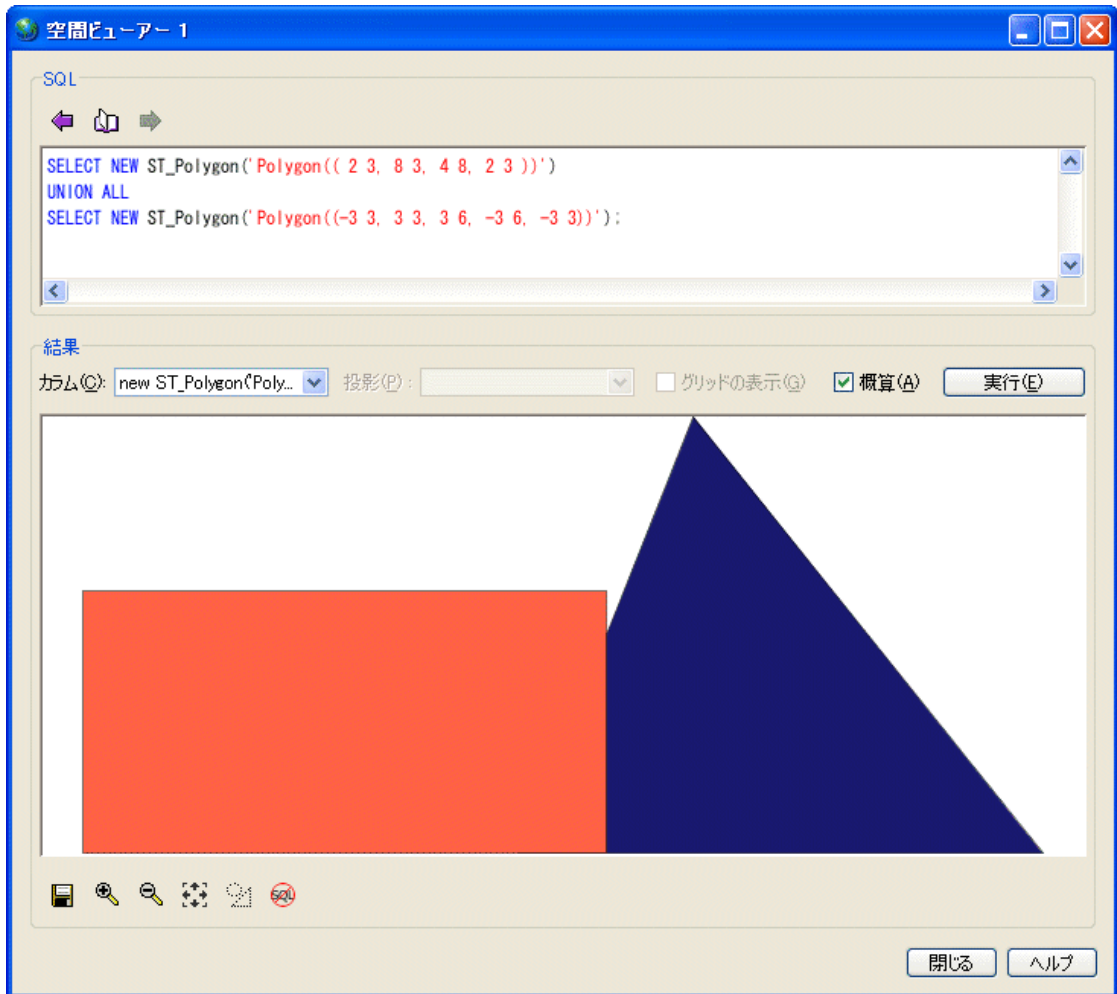 空間ビューアー 1
SQL
SELECT NEW ST_Polygon('Polygon(( 2 3, 8 3, 4 8, 2 3 ))')
UNION ALL
SELECT NEW ST_Polygon('Polygon((-3 3, 3 3, 3 6, -3 6, -3 3))');
結果
カラム(C): new ST_Polygon('Poly... 投影(P) : グリッドの表示(G) 概算(A) 実行(E)
SQL
閉じる ヘルプ